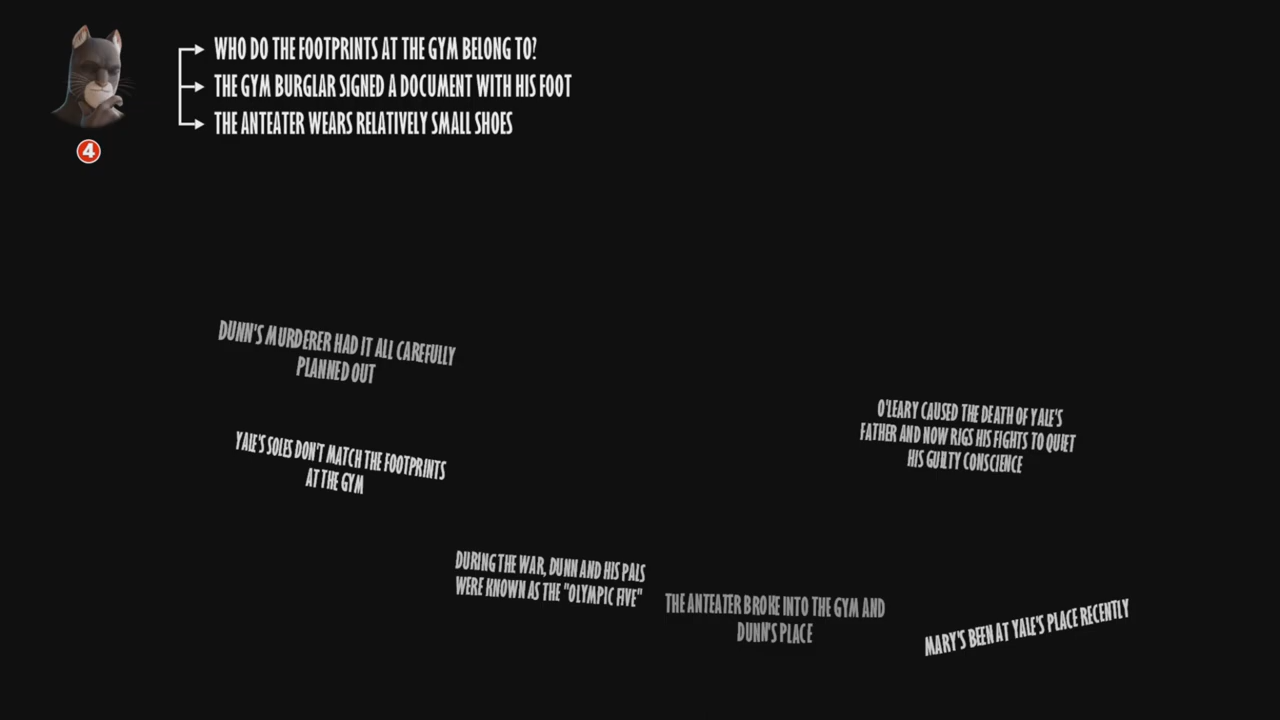 WHO DO THE FOOTPRINTS AT THE GYM BELONG TO?
THE GYM BURGLAR SIGNED A DOCUMENT WITH HIS FOOT
THE ANTEATER WEARS RELATIVELY SMALL SHOES
4
DUNN'S MURDERER HAD IT ALL CAREFULLY
PLANNED OUT
O'LEARY CAUSED THE DEATH OF YALE'S
FATHER AND NOW RIGS HIS FIGHTS TO QUIET
HIS GUILTY CONSCIENCE
YALE'S SOLES DON'T MATCH THE FOOTPRINTS
AT THE GYM
DURING THE WAR, DUNN AND HIS PALS
WERE KNOWN AS THE "OLYMPIC FIVE"
THE ANTEATER BROKE INTO THE GYM AND
DUNN'S PLACE
MARY'S BEEN AT YALE'S PLACE RECENTLY